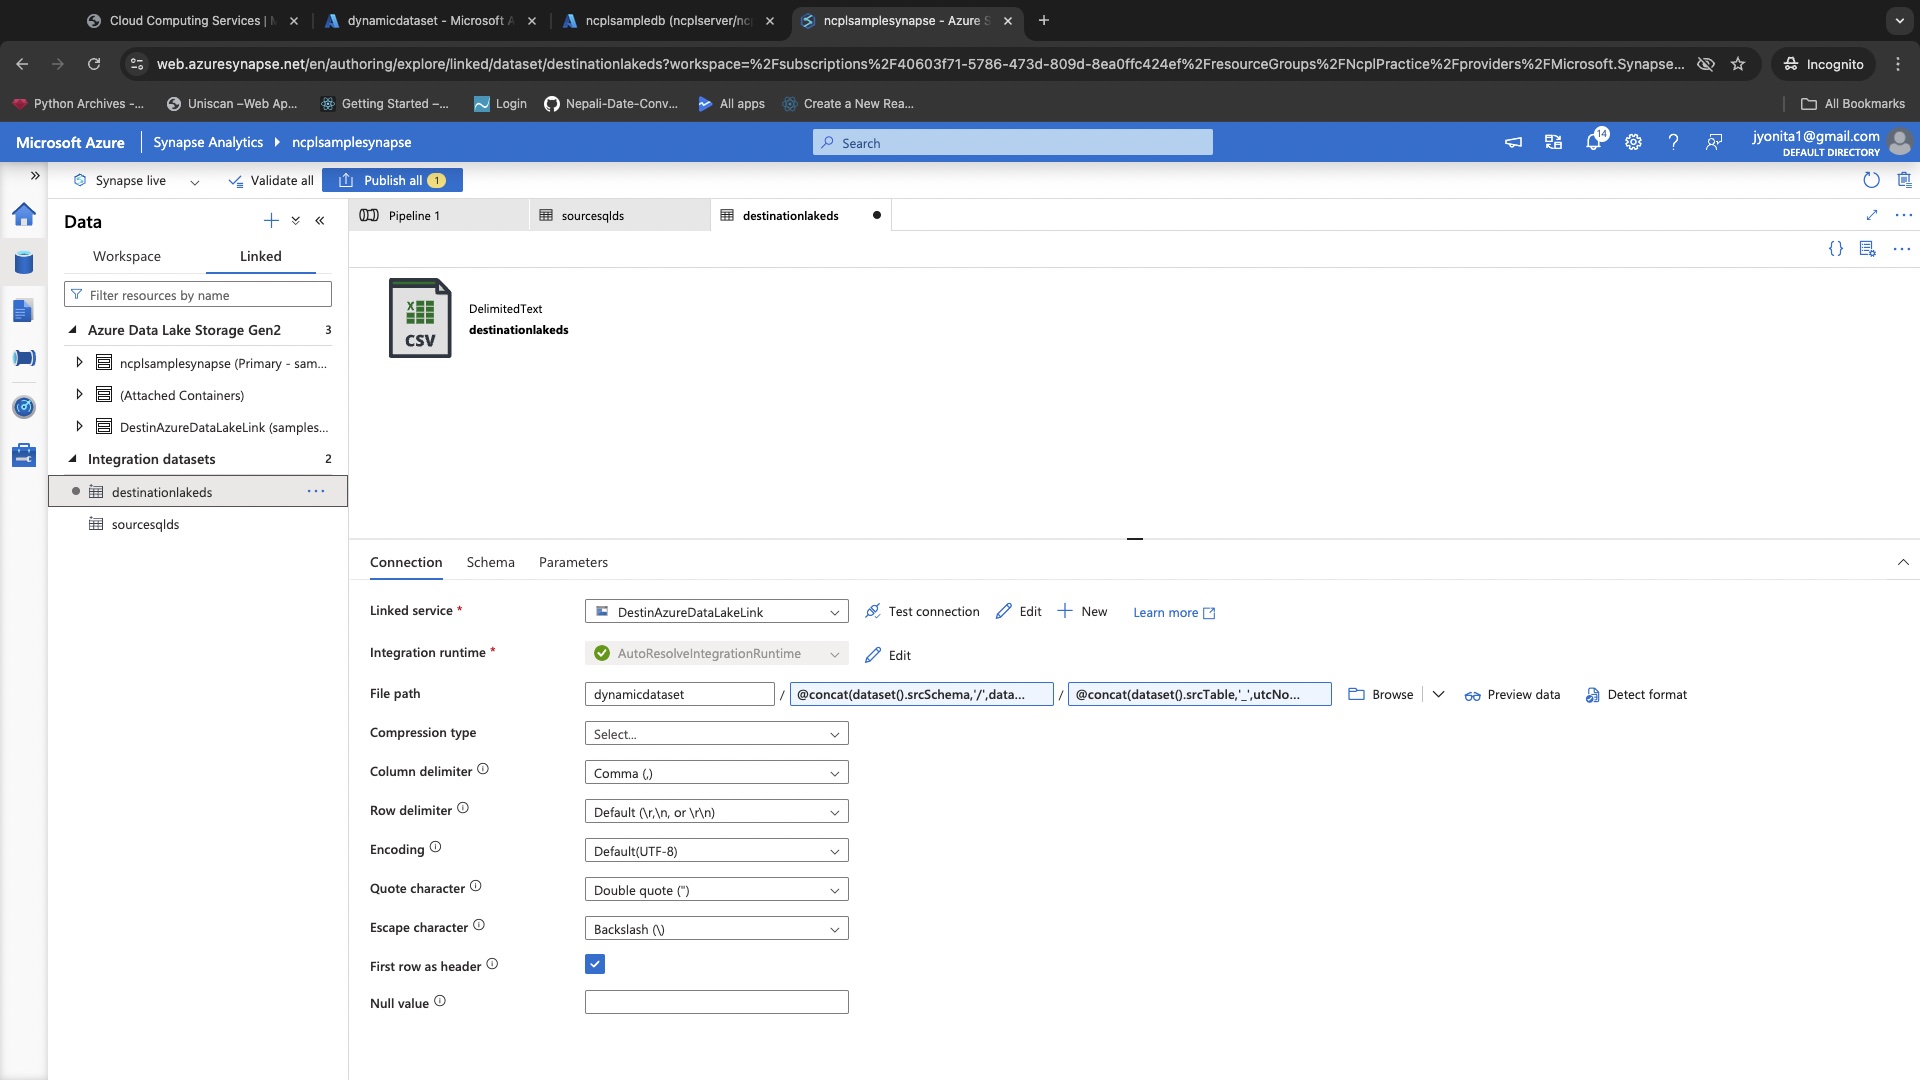 Cloud Computing Services | M
dynamicdataset - Microsoft A
ncplsampledb (ncplserver/nc
ncplsamplesynapse - Azure S
web.azuresynapse.net/en/authoring/explore/linked/dataset/destinationlakeds?workspace=%2Fsubscriptions%2F40603f71-5786-473d-809d-8ea0ffc424ef%2FresourceGroups%2FNcplPractice%2Fproviders%2FMicrosoft.Synapse...
Incognito
Python Archives -...
Uniscan –Web Ap...
Getting Started –...
Login
Nepali-Date-Conv...
All apps
Create a New Rea...
All Bookmarks
Microsoft Azure
Synapse Analytics
ncplsamplesynapse
Search
14
jyonita1@gmail.com
DEFAULT DIRECTORY
Synapse live
Validate all
Publish all 1
Data
Workspace
Linked
Filter resources by name
Azure Data Lake Storage Gen2 3
ncplsamplesynapse (Primary - sam...
(Attached Containers)
DestinAzureDataLakeLink (samples...
Integration datasets 2
destinationlakeds
sourcesqlds
Pipeline 1
sourcesqlds
destinationlakeds
{}
X
CSV
DelimitedText
destinationlakeds
Connection
Schema
Parameters
Linked service *
DestinAzureDataLakeLink
Test connection
Edit
New
Learn more
Integration runtime *
AutoResolveIntegrationRuntime
Edit
File path
dynamicdataset / @concat(dataset().srcSchema,'/',data... / @concat(dataset().srcTable,'_',utcNo...
Browse
Preview data
Detect format
Compression type
Select...
Column delimiter
Comma (,)
Row delimiter
Default (\r,\n, or \r\n)
Encoding
Default(UTF-8)
Quote character
Double quote (")
Escape character
Backslash (\)
First row as header
Null value